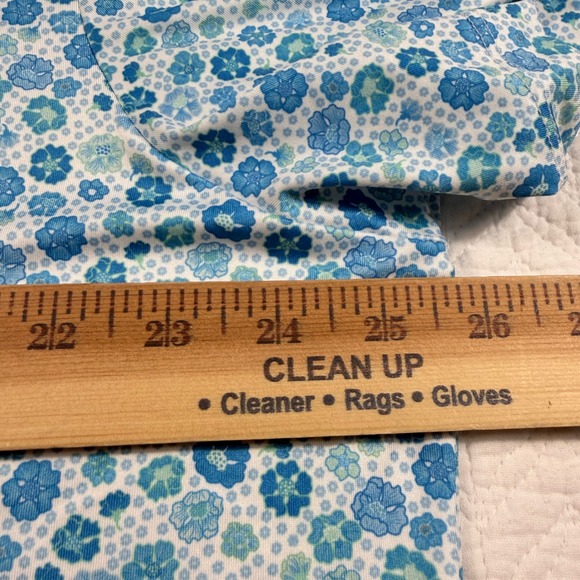 22 23 24 25 26
CLEAN UP
• Cleaner • Rags • Gloves